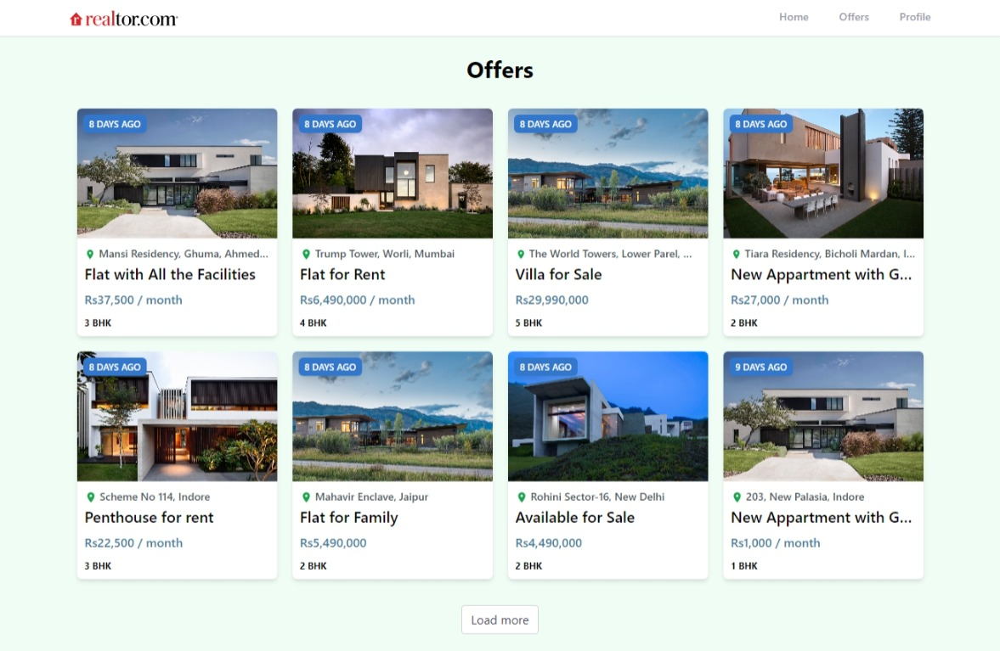 realtor.com
Home
Offers
Profile
Offers
8 DAYS AGO
Mansi Residency, Ghuma, Ahmed...
Flat with All the Facilities
Rs37,500 / month
3 BHK
8 DAYS AGO
Trump Tower, Worli, Mumbai
Flat for Rent
Rs6,490,000 / month
4 BHK
8 DAYS AGO
The World Towers, Lower Parel, ...
Villa for Sale
Rs29,990,000
5 BHK
8 DAYS AGO
Tiara Residency, Bicholi Mardan, I...
New Appartment with G...
Rs27,000 / month
2 BHK
8 DAYS AGO
Scheme No 114, Indore
Penthouse for rent
Rs22,500 / month
3 BHK
8 DAYS AGO
Mahavir Enclave, Jaipur
Flat for Family
Rs5,490,000
2 BHK
8 DAYS AGO
Rohini Sector-16, New Delhi
Available for Sale
Rs4,490,000
2 BHK
9 DAYS AGO
203, New Palasia, Indore
New Appartment with G...
Rs1,000 / month
1 BHK
Load more